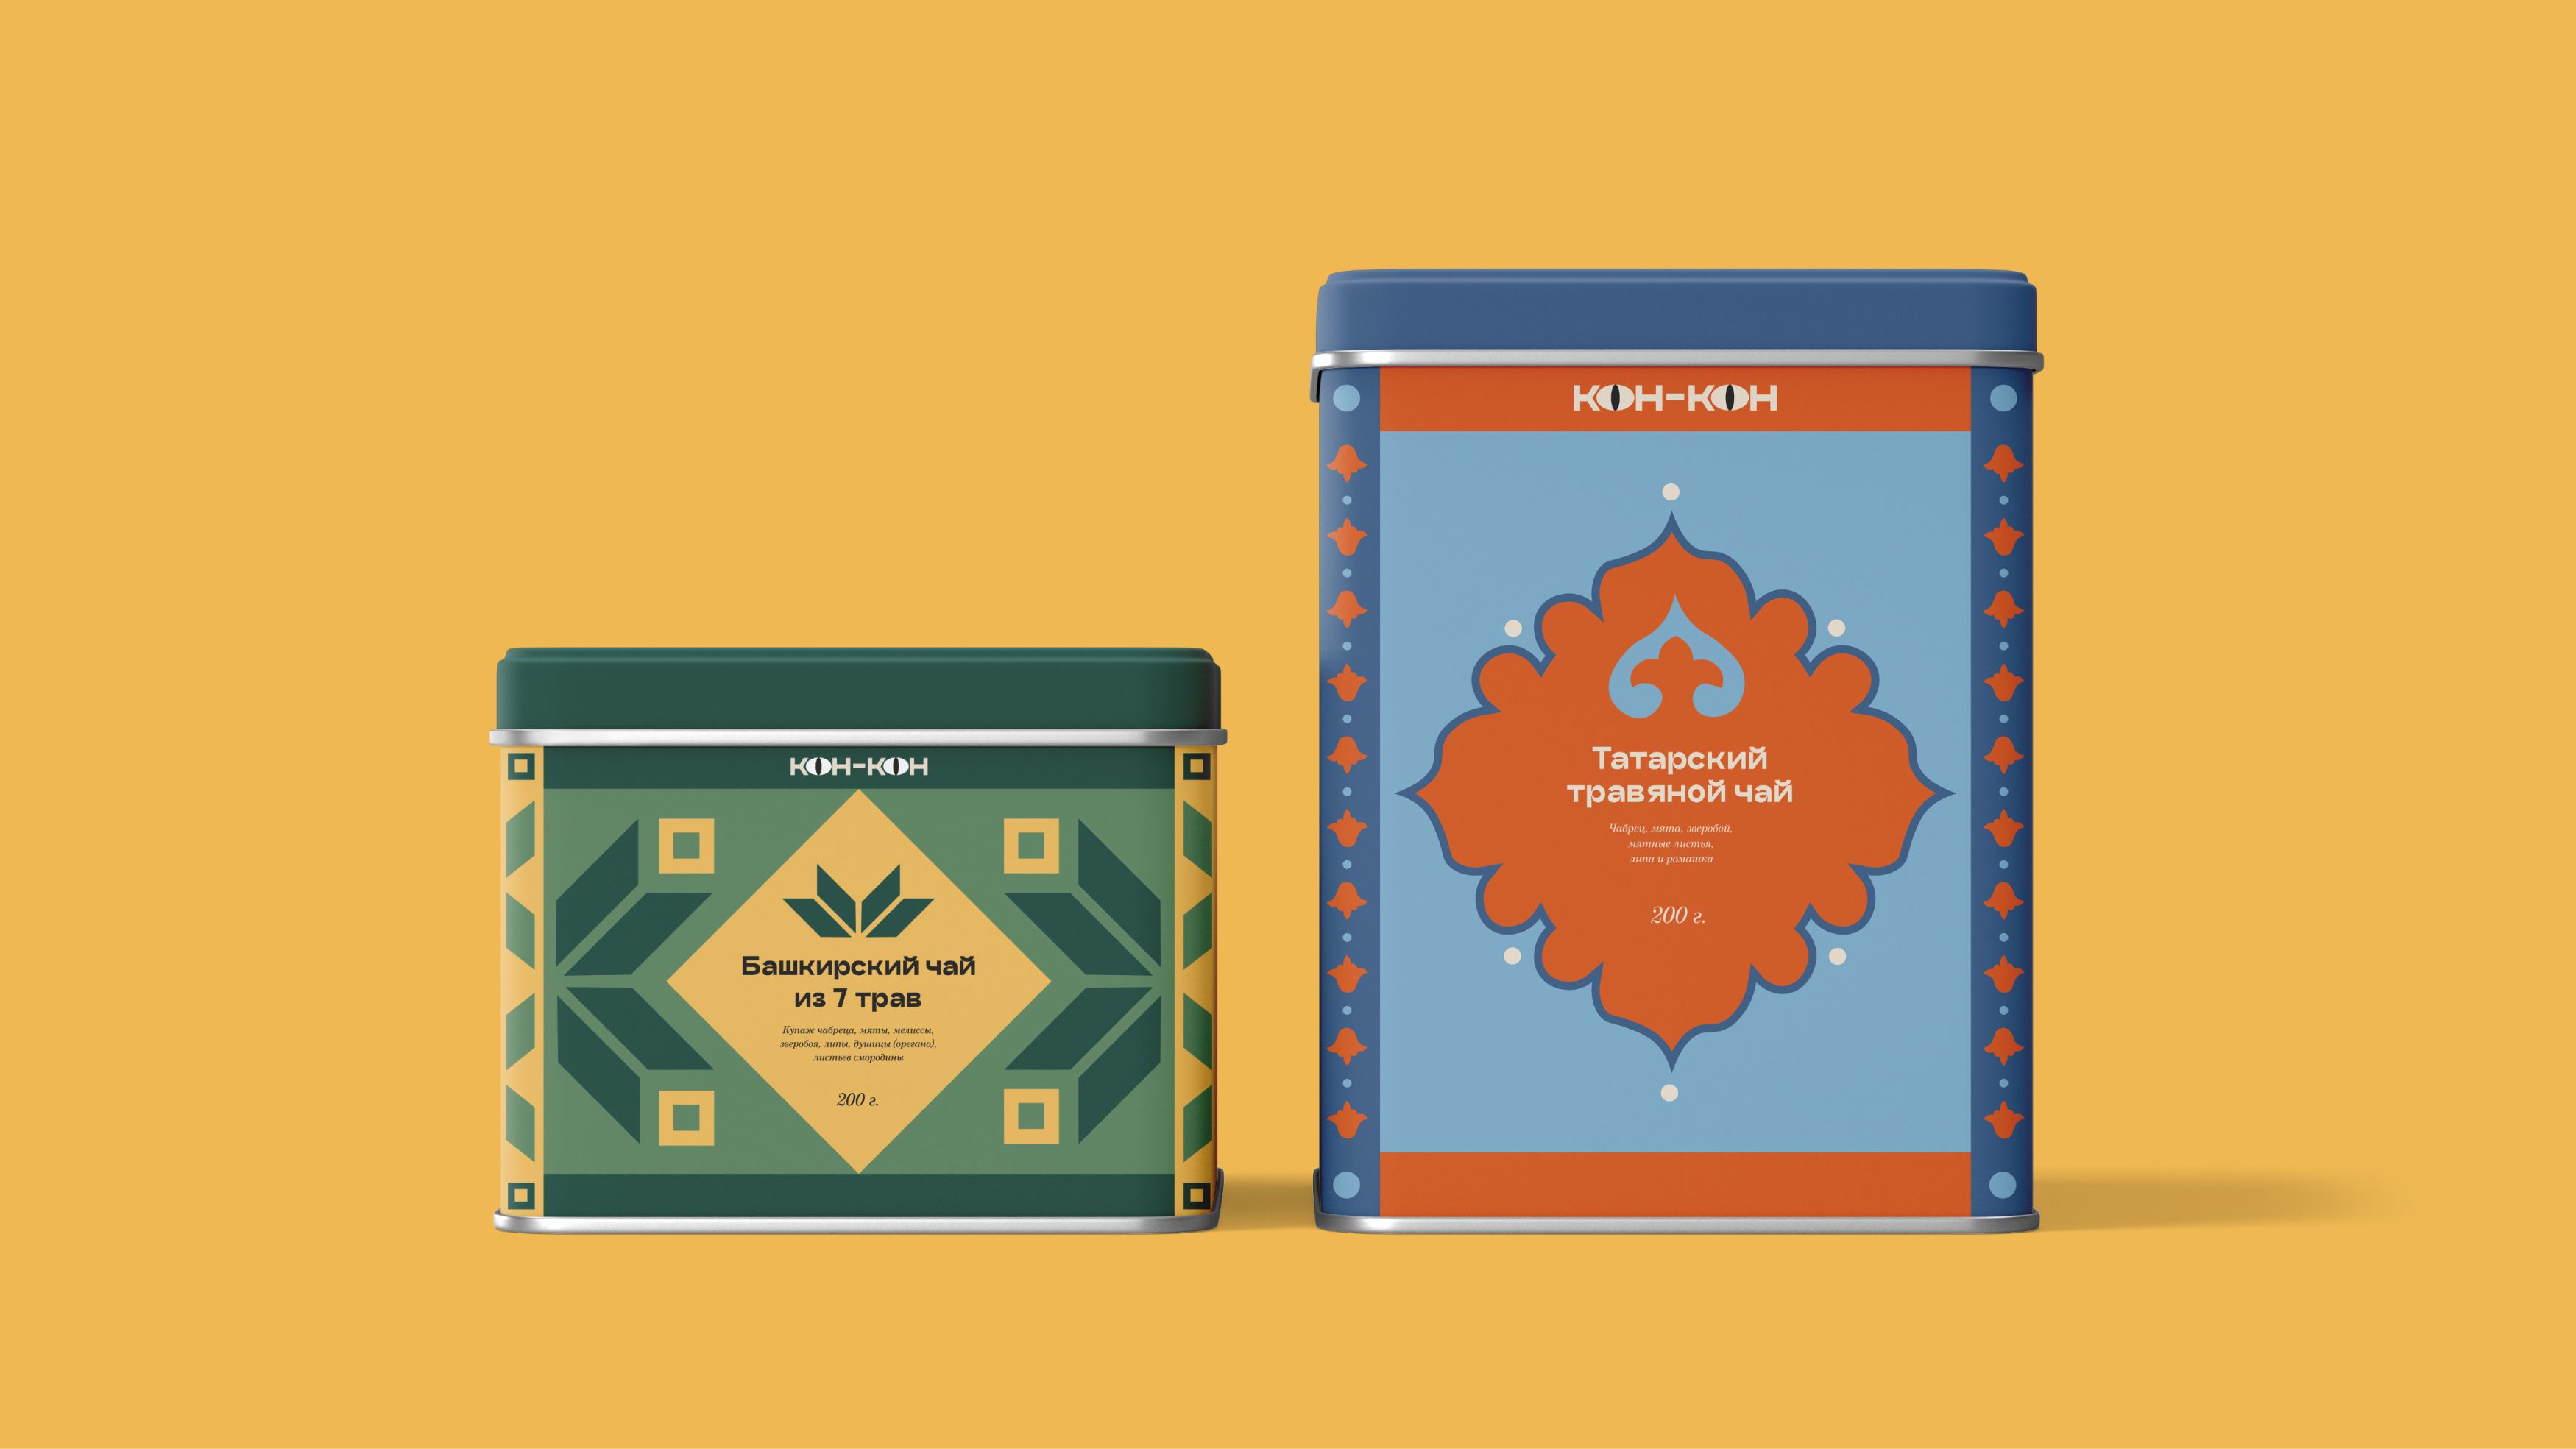 КОН-КОН
Башкирский чай
из 7 трав
Купаж чабреца, мяты, мелиссы,
зверобоя, липы, душицы (орегано),
листьев смородины
200 г.
КОН-КОН
Татарский
травяной чай
Чабрец, мята, зверобой,
мятные листья,
липа и ромашка
200 г.